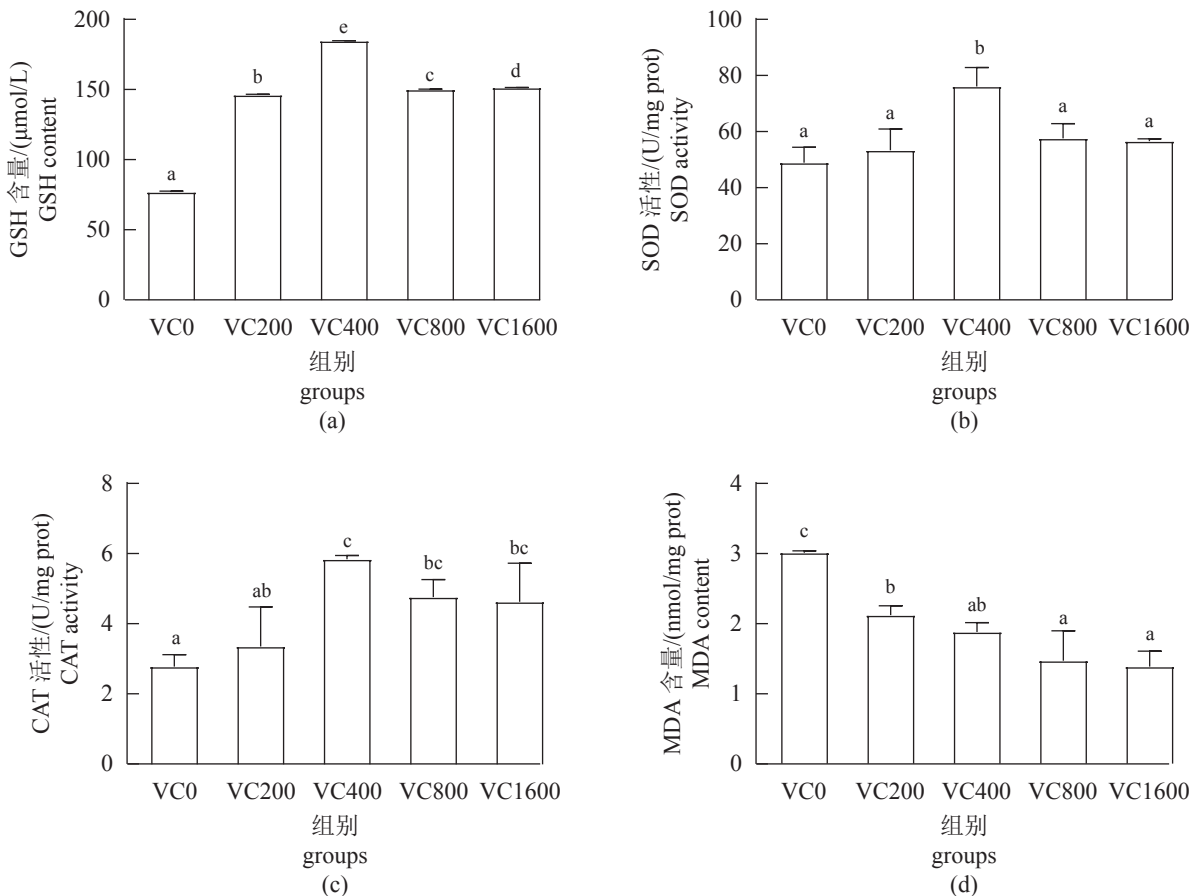 GSH 含量/(μmol/L)
GSH content
200
150
100
50
0
a
b
e
c
d
VC0 VC200 VC400 VC800 VC1600
组别
groups
(a)
SOD 活性/(U/mg prot)
SOD activity
100
80
60
40
20
0
a
a
b
a
a
VC0 VC200 VC400 VC800 VC1600
组别
groups
(b)
CAT 活性/(U/mg prot)
CAT activity
8
6
4
2
0
a
ab
c
bc
bc
VC0 VC200 VC400 VC800 VC1600
组别
groups
(c)
MDA 含量/(nmol/mg prot)
MDA content
4
3
2
1
0
c
b
ab
a
a
VC0 VC200 VC400 VC800 VC1600
组别
groups
(d)